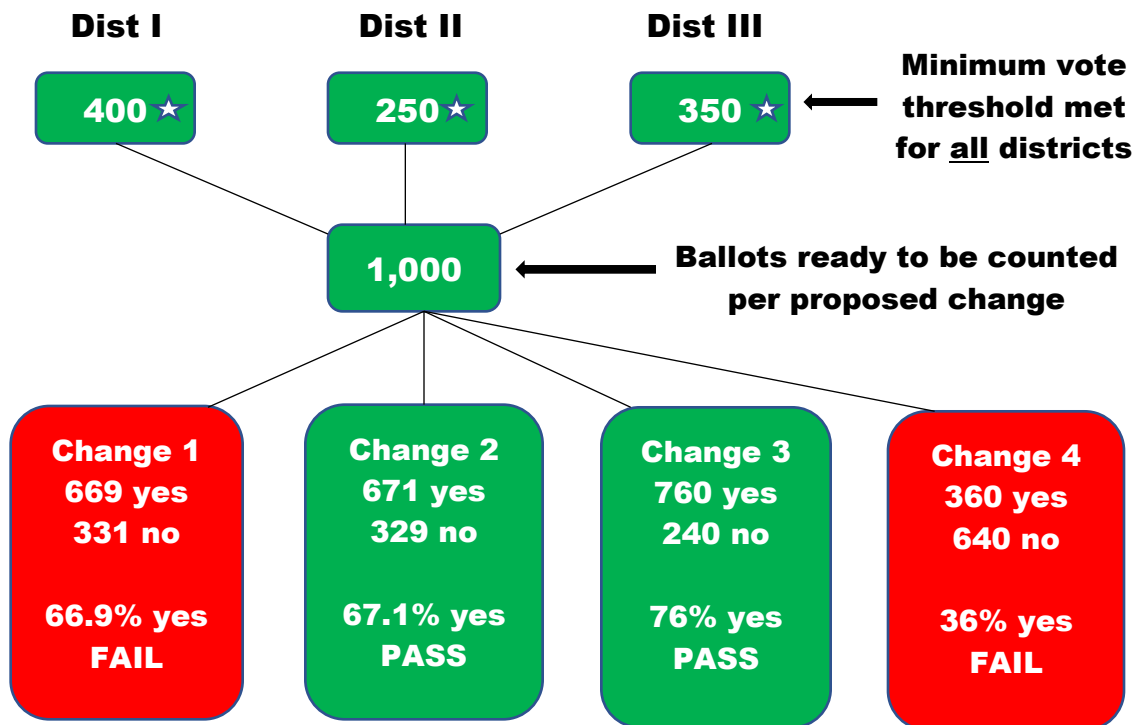 Dist I
Dist II
Dist III
400
250
350
Minimum vote
threshold met
for all districts
1,000
Ballots ready to be counted
per proposed change
Change 1
669 yes
331 no
66.9% yes
FAIL
Change 2
671 yes
329 no
67.1% yes
PASS
Change 3
760 yes
240 no
76% yes
PASS
Change 4
360 yes
640 no
36% yes
FAIL